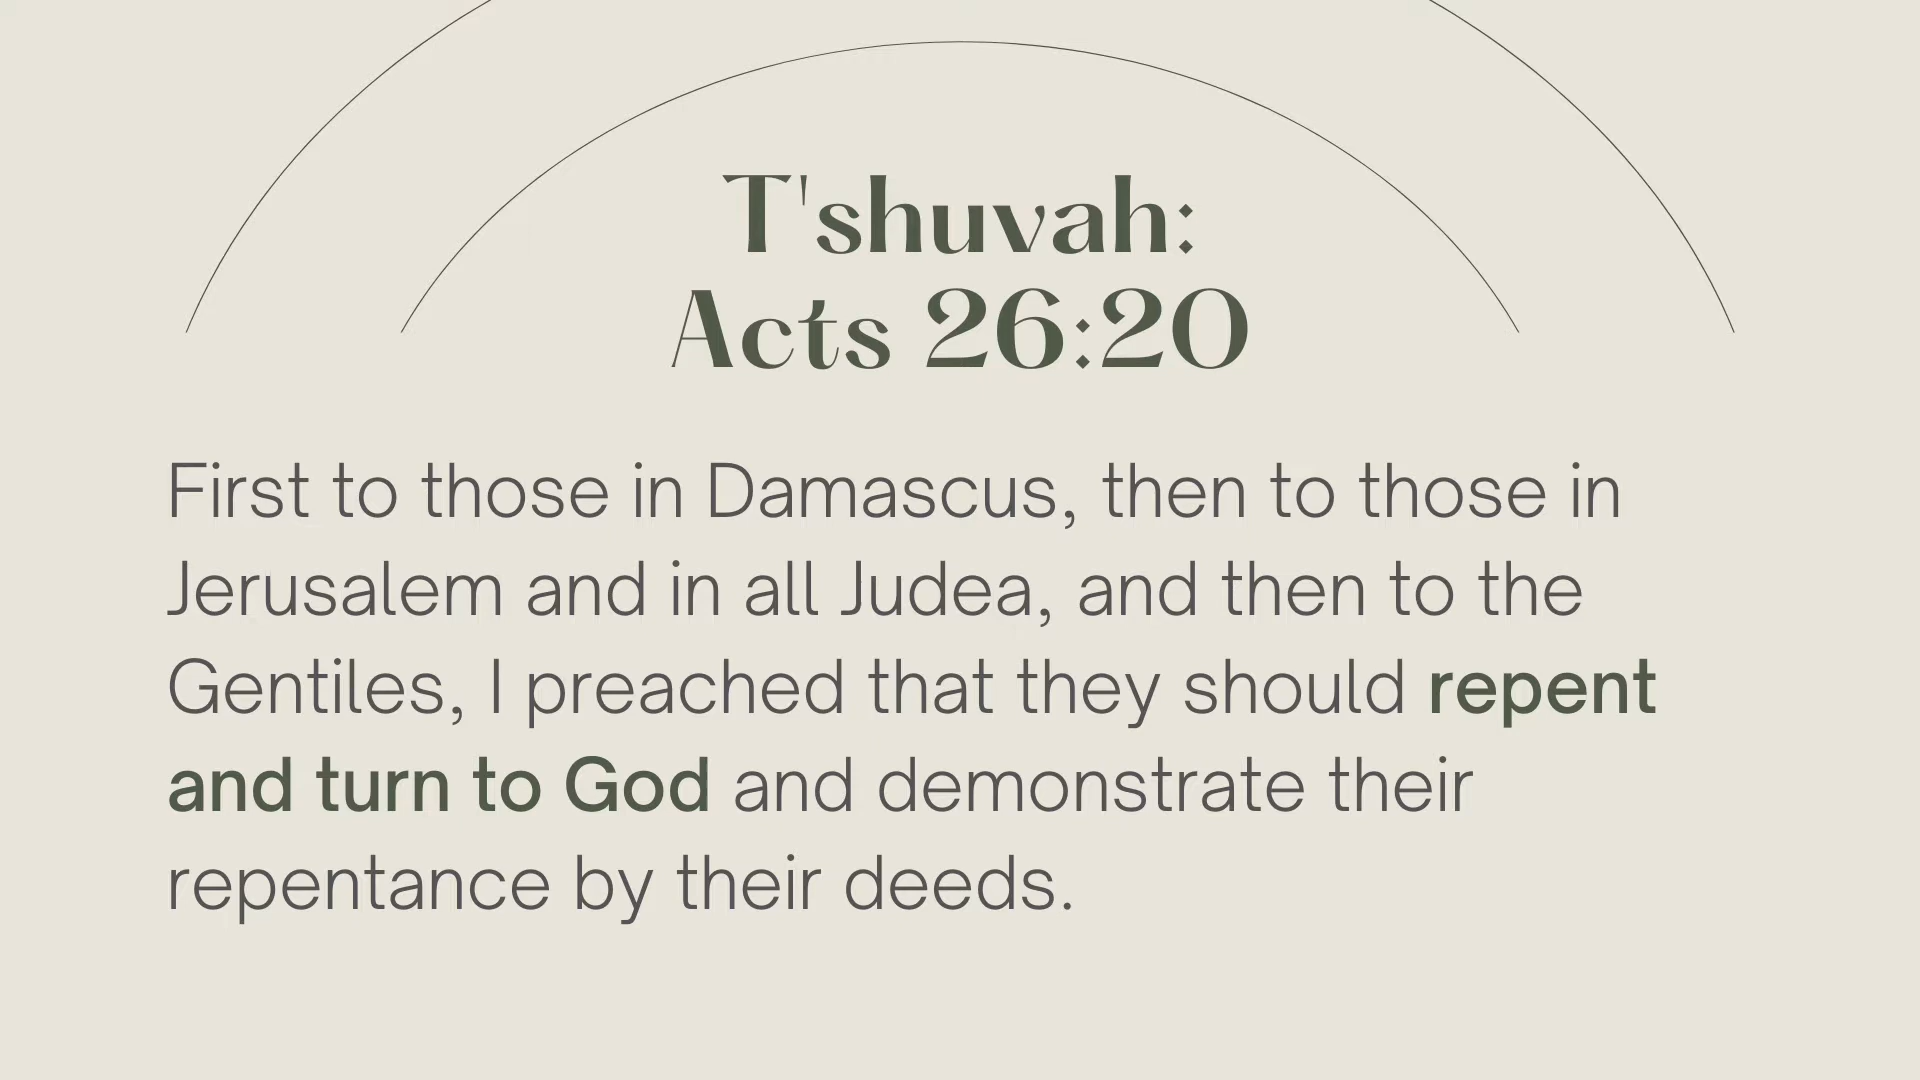 T'shuvah:
Acts 26:20
First to those in Damascus, then to those in
Jerusalem and in all Judea, and then to the
Gentiles, I preached that they should repent
and turn to God and demonstrate their
repentance by their deeds.